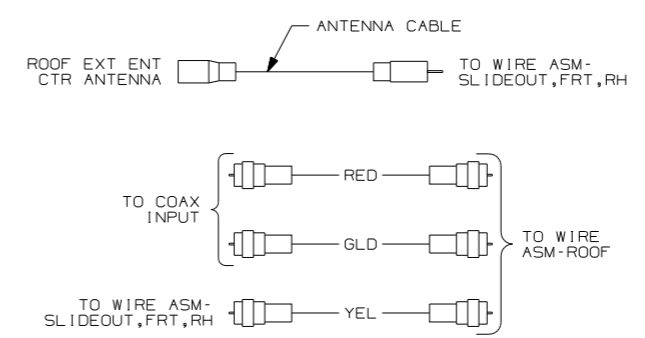 ANTENNA CABLE
ROOF EXT ENT
CTR ANTENNA
TO WIRE ASM-
SLIDEOUT,FRT,RH
RED
TO COAX
INPUT
GLD
TO WIRE
ASM-ROOF
TO WIRE ASM-
SLIDEOUT,FRT,RH
YEL